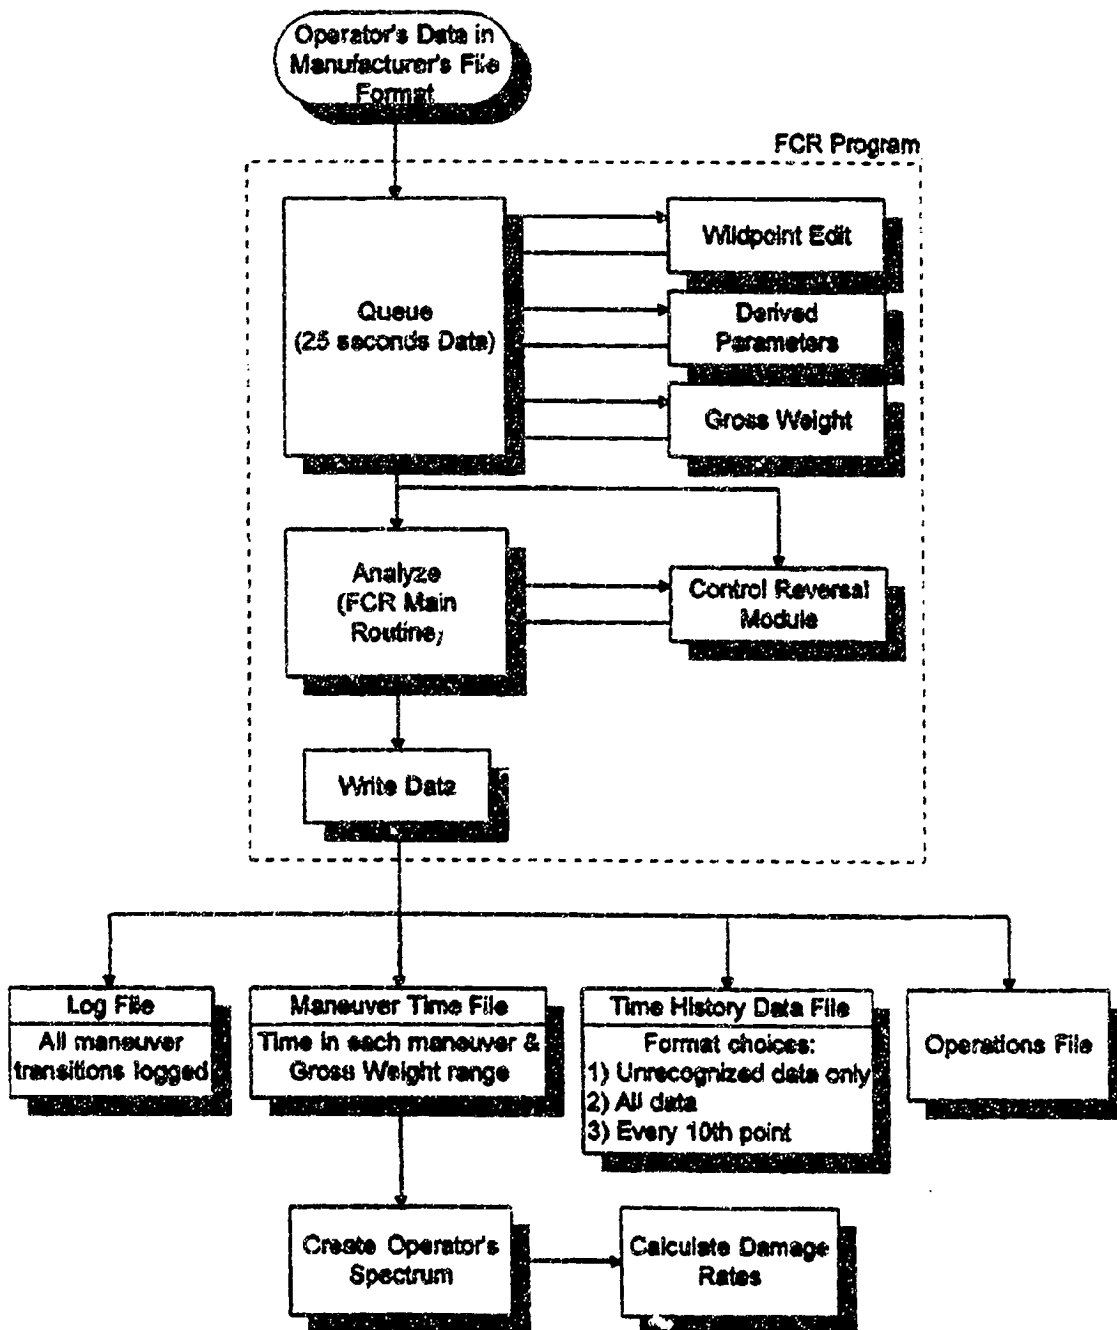 Operator's Data in
Manufacturer's File
Format
FCR Program
Queue
(25 seconds Data)
Wildpoint Edit
Derived
Parameters
Gross Weight
Analyze
(FCR Main
Routine)
Control Reversal
Module
Write Data
Log File
All maneuver
transitions logged
Maneuver Time File
Time in each maneuver &
Gross Weight range
Time History Data File
Format choices:
1) Unrecognized data only
2) All data
3) Every 10th point
Operations File
Create Operator's
Spectrum
Calculate Damage
Rates